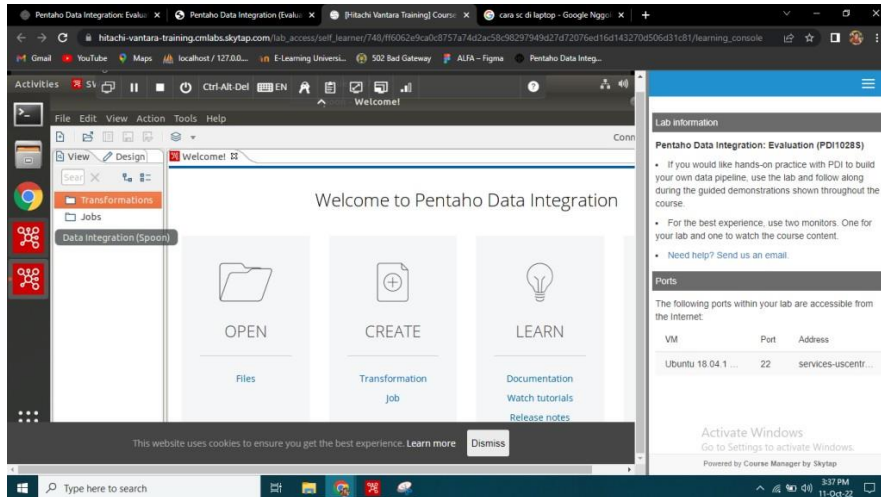 Pentaho Data Integration: Evalua
Pentaho Data Integration (Evalu
[Hitachi Vantara Training] Course
cara sc di laptop - Google Nggol
hitachi-vantara-training.cmlabs.skytap.com/lab_access/self_learner/748/ff6062e9ca0c8757a74d2ac58c98297949d27d72076ed16d143270d506d31c81/learning_console
Gmail YouTube Maps localhost / 127.0.0... E-Learning Universi... 502 Bad Gateway ALFA – Figma Pentaho Data Integ...
Activities Ctrl-Alt-Del EN
Welcome!
File Edit View Action Tools Help
Conn
View Design Welcome!
Sear
Transformations
Jobs
Data Integration (Spoon)
Welcome to Pentaho Data Integration
OPEN
Files
CREATE
Transformation
Job
LEARN
Documentation
Watch tutorials
Release notes
This website uses cookies to ensure you get the best experience. Learn more Dismiss
Lab information
Pentaho Data Integration: Evaluation (PDI1028S)
• If you would like hands-on practice with PDI to build
your own data pipeline, use the lab and follow along
during the guided demonstrations shown throughout the
course.
• For the best experience, use two monitors. One for
your lab and one to watch the course content.
• Need help? Send us an email.
Ports
The following ports within your lab are accessible from
the Internet:
VM Port Address
Ubuntu 18.04.1 ... 22 services-uscentr...
Activate Windows
Go to Settings to activate Windows.
Powered by Course Manager by Skytap
Type here to search
3:37 PM
11-Oct-22